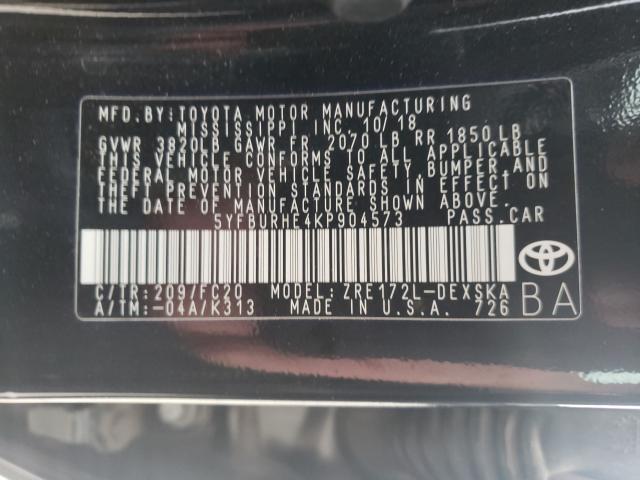 MFD.BY:TOYOTA MOTOR MANUFACTURING
MISSISSIPPI INC. 10/18
GVWR 3820LB GAWR FR 2070 LB RR 1850 LB
THIS VEHICLE CONFORMS TO ALL APPLICABLE
FEDERAL MOTOR VEHICLE SAFETY,BUMPER,AND
THEFT PREVENTION STANDARDS IN EFFECT ON
THE DATE OF MANUFACTURE SHOWN ABOVE.
5YFBURHE4KP904573 PASS.CAR
C/TR:209/FC20 MODEL: ZRE172L-DEXSKA
A/TM:-04A/K313 MADE IN U.S.A. 726
BA